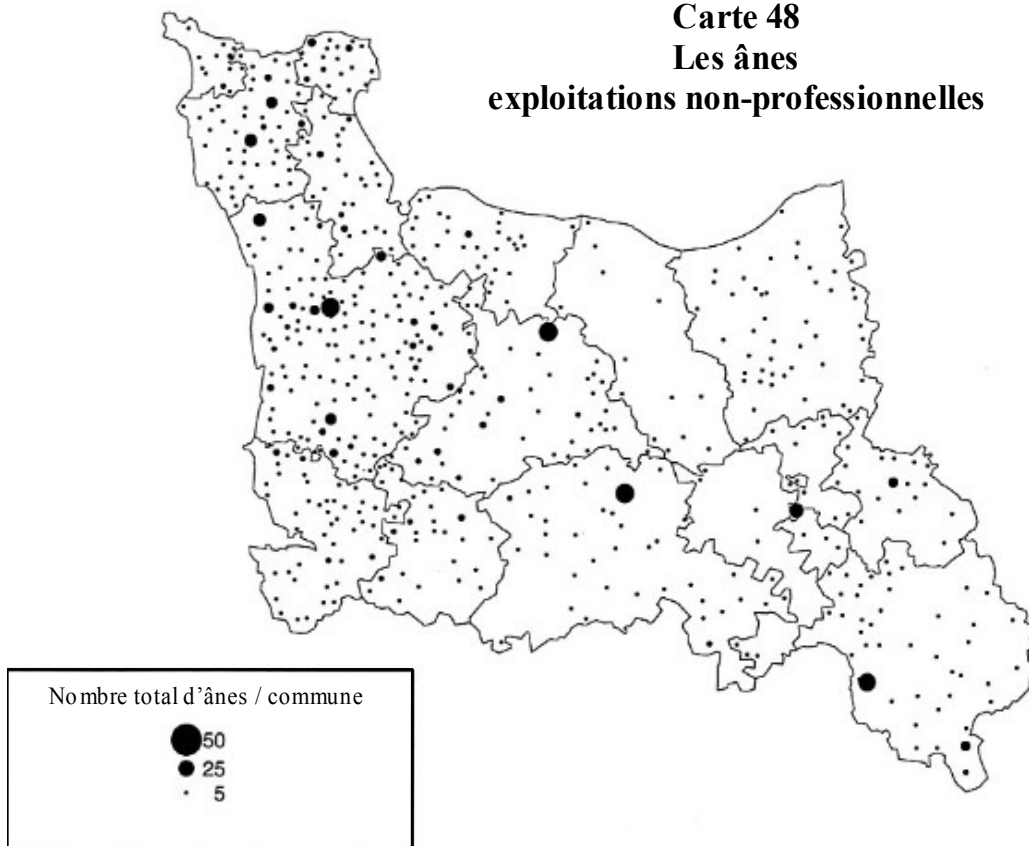 Carte 48
Les ânes
exploitations non-professionnelles
Nombre total d'ânes / commune
50
25
5